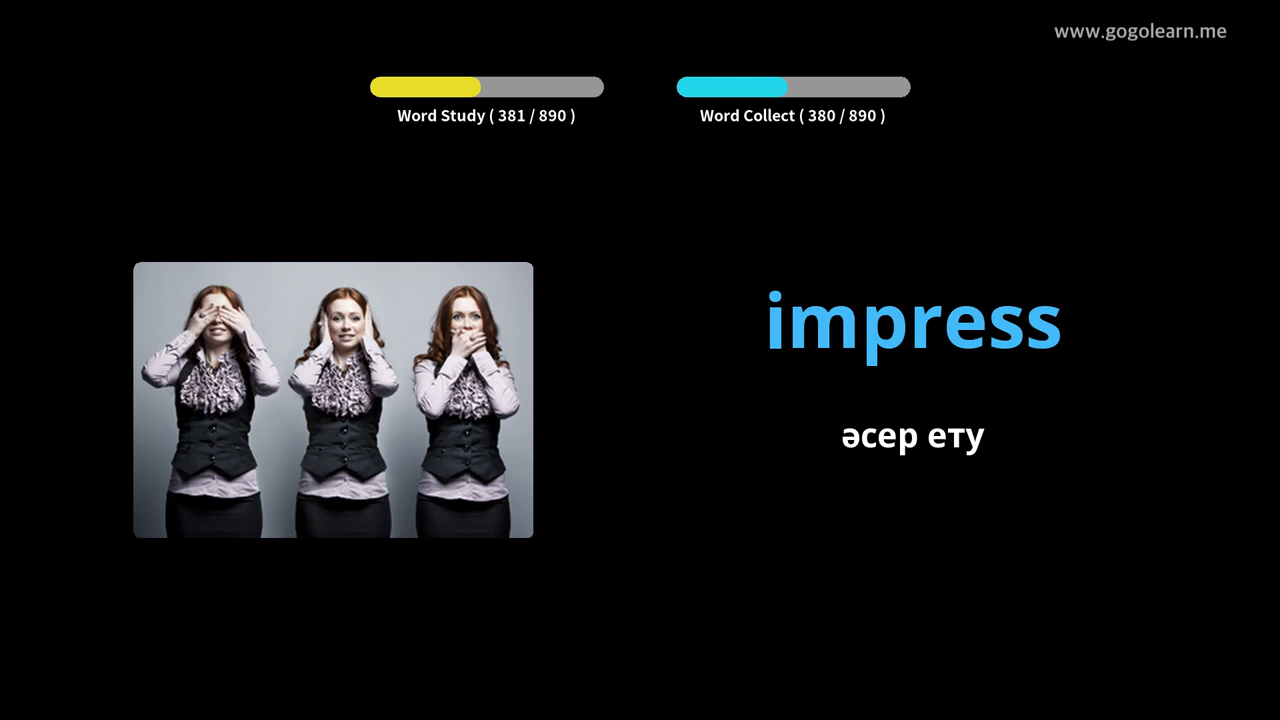 www.gogolearn.me
Word Study ( 381 / 890 )
Word Collect ( 380 / 890 )
impress
әсер ету